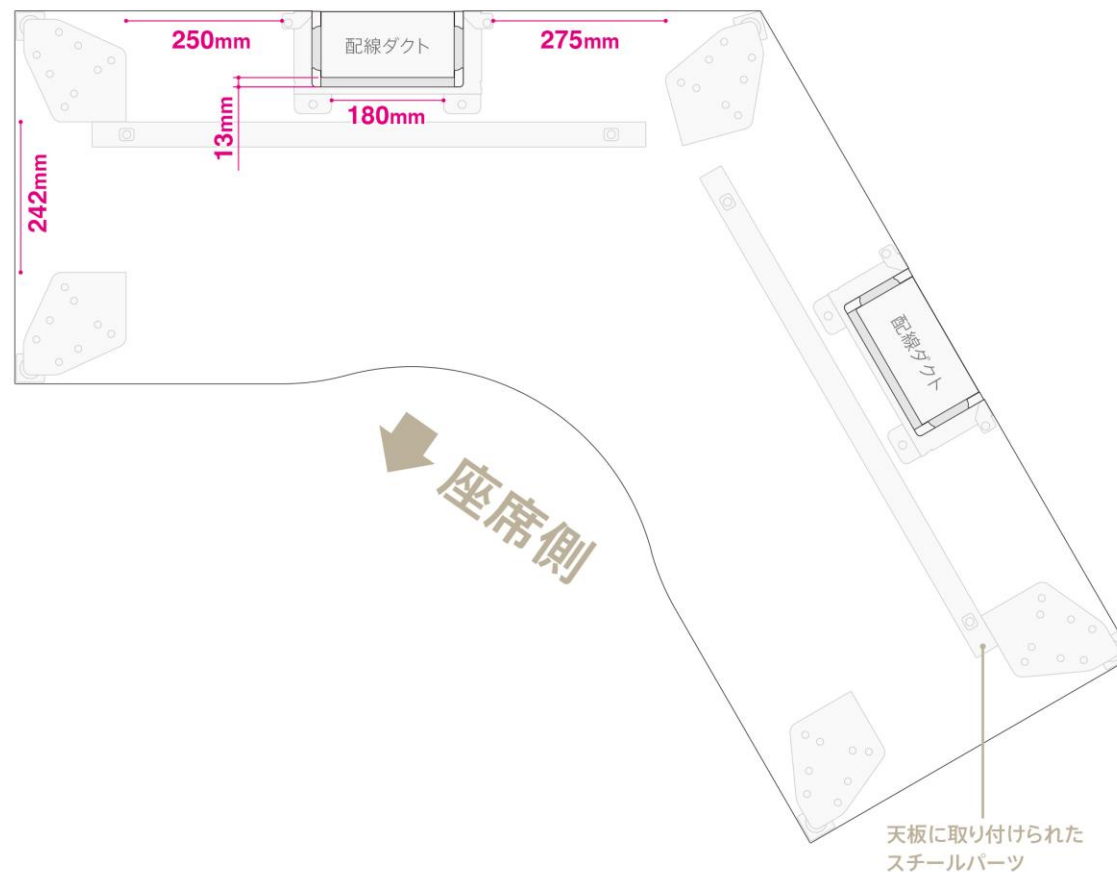 250mm
配線ダクト
275mm
13mm
180mm
242mm
配線ダクト
座席側
天板に取り付けられた
スチールパーツ